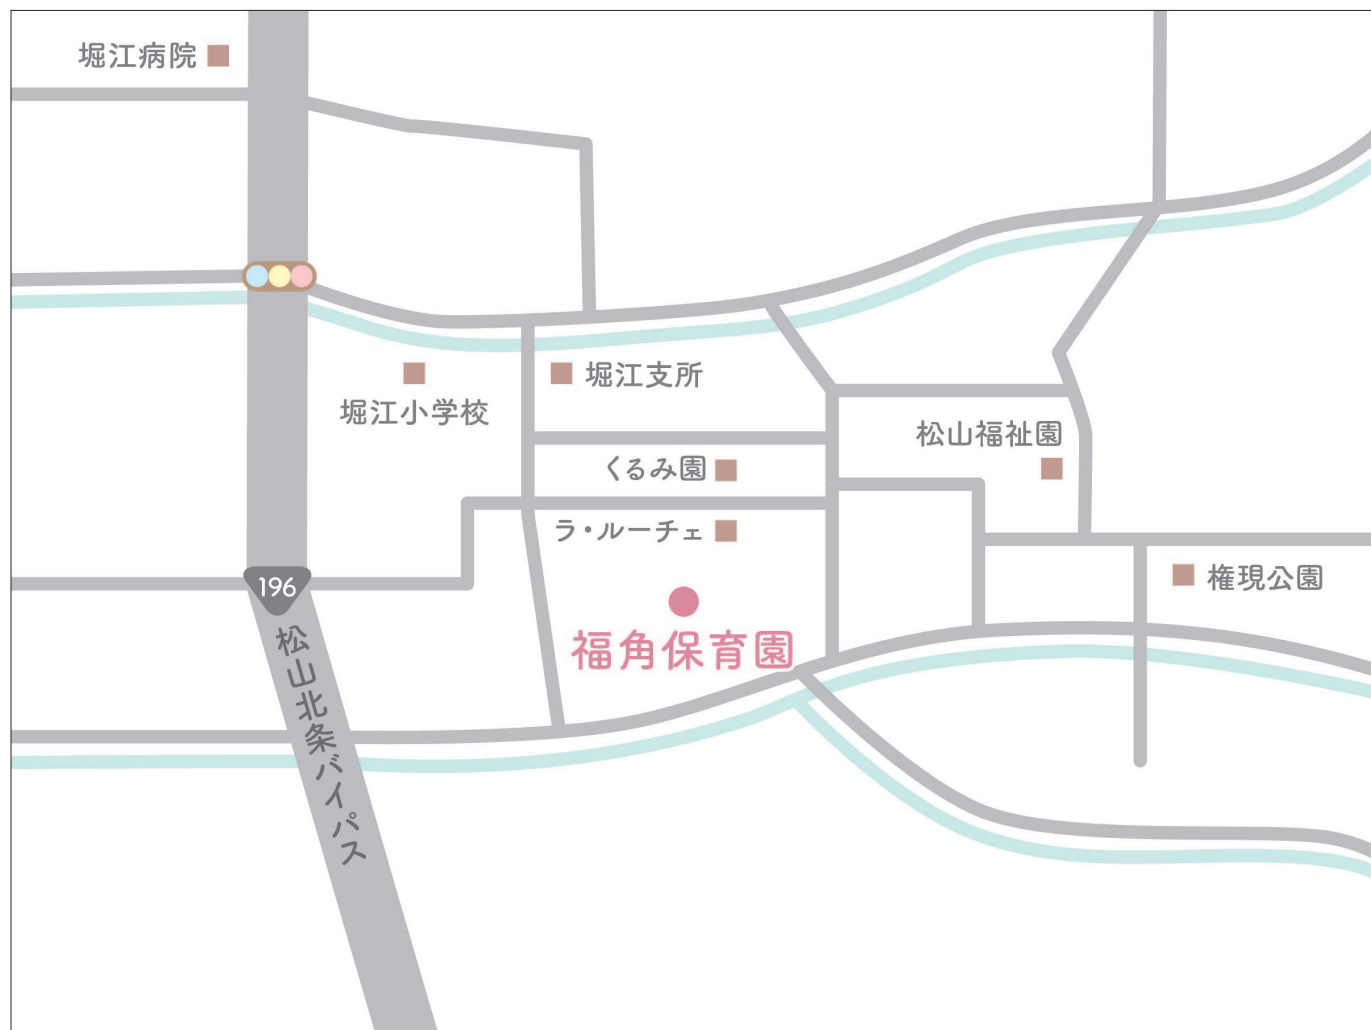 堀江病院
堀江小学校
堀江支所
松山福祉園
くるみ園
ラ・ルーチェ
権現公園
196
福角保育園
松山北条バイパス